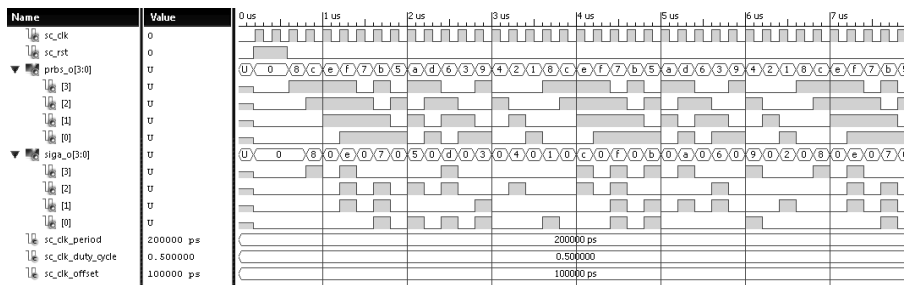 Name Value 0 us 1 us 2 us 3 us 4 us 5 us 6 us 7 us
sc_clk 0
sc_rst 0
prbs_o[3:0] U U 0 8 c e f 7 b 5 a d 6 3 9 4 2 1 8 c e f 7 b 5 a d 6 3 9 4 2 1 8 c e f 7 b
[3] U
[2] U
[1] U
[0] U
siga_o[3:0] U U 0 8 0 e 0 7 0 5 0 d 0 3 0 4 0 1 0 c 0 f 0 b 0 a 0 6 0 9 0 2 0 8 0 e 0 7
[3] U
[2] U
[1] U
[0] U
sc_clk_period 200000 ps 200000 ps
sc_clk_duty_cycle 0.500000 0.500000
sc_clk_offset 100000 ps 100000 ps